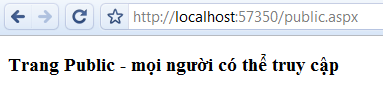 http://localhost:57350/public.aspx
Trang Public - mọi người có thể truy cập